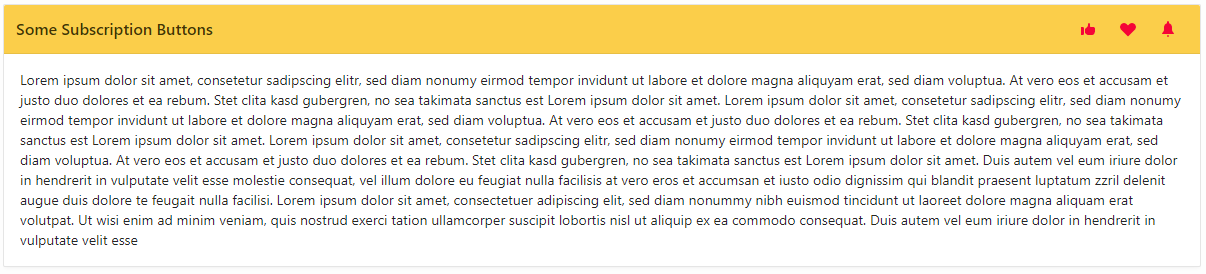 Some Subscription Buttons
Lorem ipsum dolor sit amet, consetetur sadipscing elitr, sed diam nonumy eirmod tempor invidunt ut labore et dolore magna aliquyam erat, sed diam voluptua. At vero eos et accusam et
justo duo dolores et ea rebum. Stet clita kasd gubergren, no sea takimata sanctus est Lorem ipsum dolor sit amet. Lorem ipsum dolor sit amet, consetetur sadipscing elitr, sed diam nonumy
eirmod tempor invidunt ut labore et dolore magna aliquyam erat, sed diam voluptua. At vero eos et accusam et justo duo dolores et ea rebum. Stet clita kasd gubergren, no sea takimata
sanctus est Lorem ipsum dolor sit amet. Lorem ipsum dolor sit amet, consetetur sadipscing elitr, sed diam nonumy eirmod tempor invidunt ut labore et dolore magna aliquyam erat, sed
diam voluptua. At vero eos et accusam et justo duo dolores et ea rebum. Stet clita kasd gubergren, no sea takimata sanctus est Lorem ipsum dolor sit amet. Duis autem vel eum iriure dolor
in hendrerit in vulputate velit esse molestie consequat, vel illum dolore eu feugiat nulla facilisis at vero eros et accumsan et iusto odio dignissim qui blandit praesent luptatum zzril delenit
augue duis dolore te feugait nulla facilisi. Lorem ipsum dolor sit amet, consectetuer adipiscing elit, sed diam nonummy nibh euismod tincidunt ut laoreet dolore magna aliquam erat
volutpat. Ut wisi enim ad minim veniam, quis nostrud exerci tation ullamcorper suscipit lobortis nisl ut aliquip ex ea commodo consequat. Duis autem vel eum iriure dolor in hendrerit in
vulputate velit esse